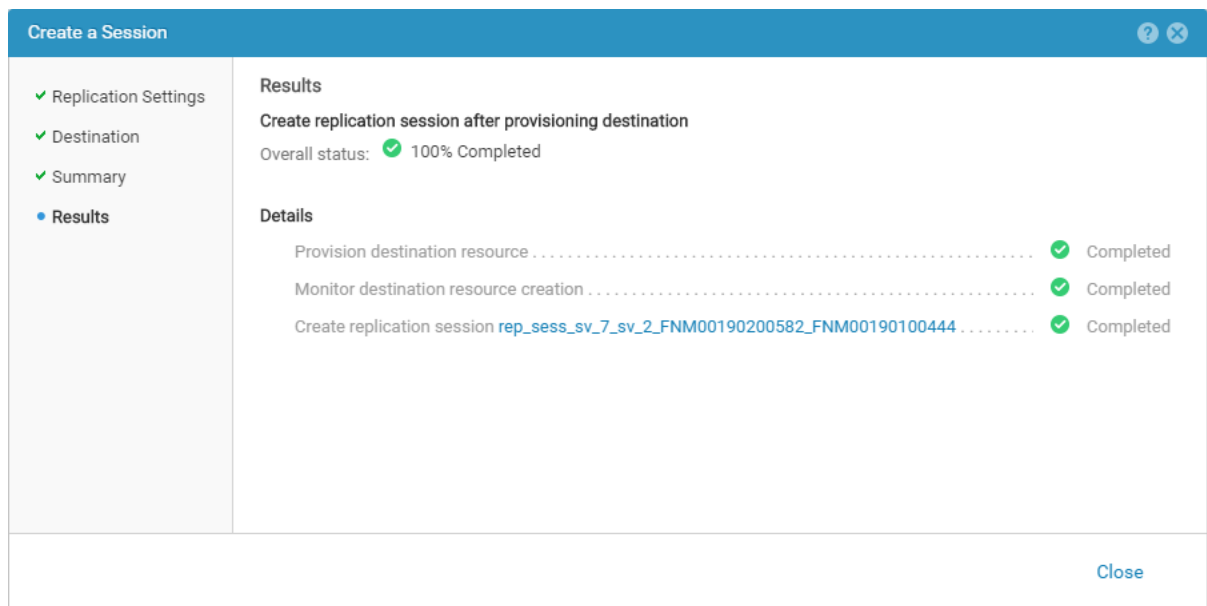 Create a Session
Replication Settings
Destination
Summary
Results
Results
Create replication session after provisioning destination
Overall status: 100% Completed
Details
Provision destination resource . . . . . . . . . . . . . . . . . . . . . . . . . . . . . . Completed
Monitor destination resource creation . . . . . . . . . . . . . . . . . . . . . . . . . . Completed
Create replication session rep_sess_sv_7_sv_2_FNM00190200582_FNM00190100444 . . . . . . . . . Completed
Close